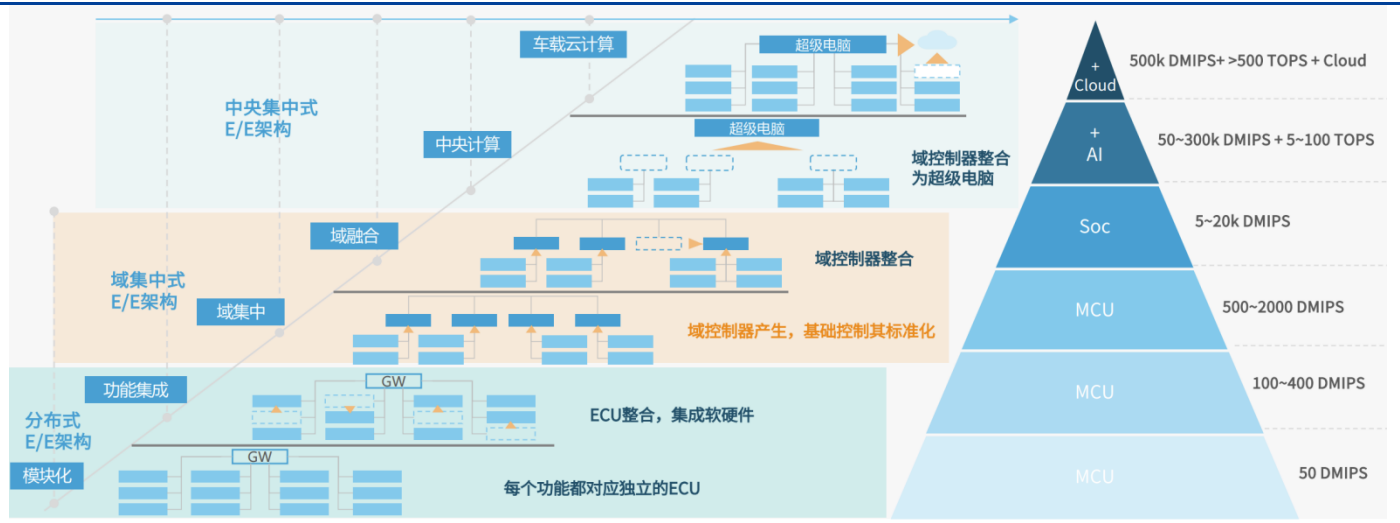 车载云计算
超级电脑
中央集中式
E/E架构
中央计算
超级电脑
域控制器整合
为超级电脑
域融合
域控制器整合
域集中式
E/E架构
域集中
域控制器产生，基础控制其标准化
功能集成
GW
ECU整合，集成软硬件
分布式
E/E架构
GW
模块化
每个功能都对应独立的ECU
+
Cloud
500k DMIPS+ >500 TOPS + Cloud
+
AI
50~300k DMIPS + 5~100 TOPS
Soc
5~20k DMIPS
MCU
500~2000 DMIPS
MCU
100~400 DMIPS
MCU
50 DMIPS